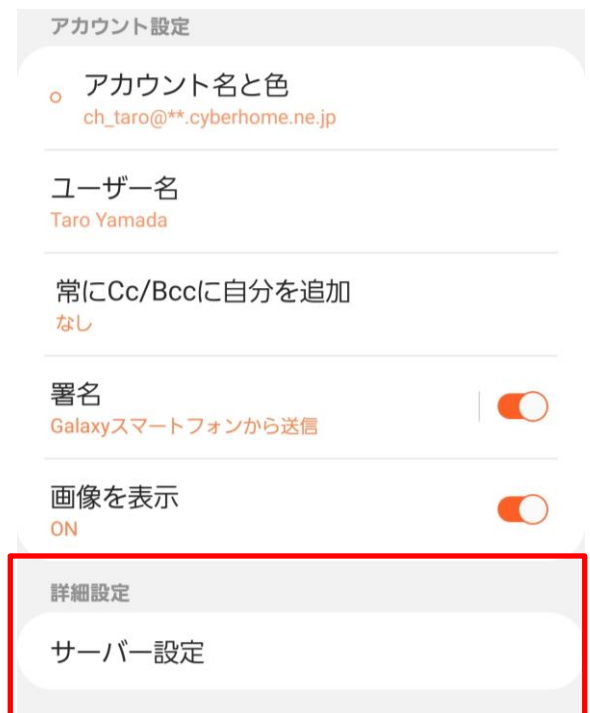 アカウント設定
アカウント名と色
ch_taro@**.cyberhome.ne.jp
ユーザー名
Taro Yamada
常にCc/Bccに自分を追加
なし
署名
Galaxyスマートフォンから送信
画像を表示
ON
詳細設定
サーバー設定